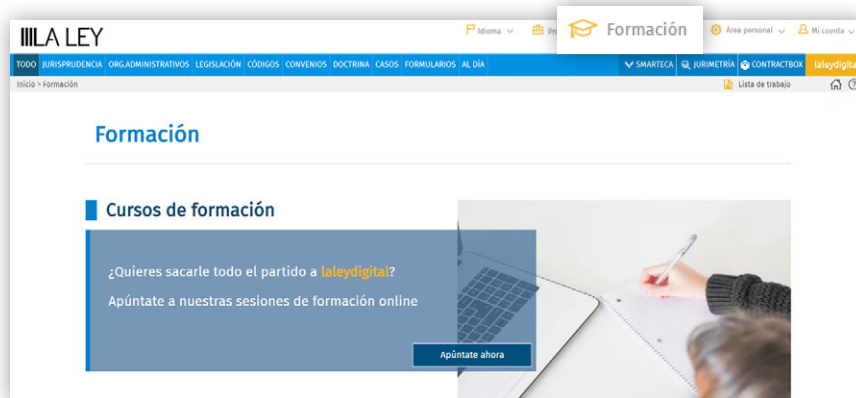 LA LEY
Idioma
Formación
Área personal
Mi cuenta
TODO JURISPRUDENCIA ORG.ADMINISTRATIVOS LEGISLACIÓN CÓDIGOS CONVENIOS DOCTRINA CASOS FORMULARIOS AL DÍA SMARTECA JURIMETRÍA CONTRACTBOX
Inicio > Formación
Lista de trabajo
Formación
Cursos de formación
¿Quieres sacarle todo el partido a laleydigital?
Apúntate a nuestras sesiones de formación online
Apúntate ahora